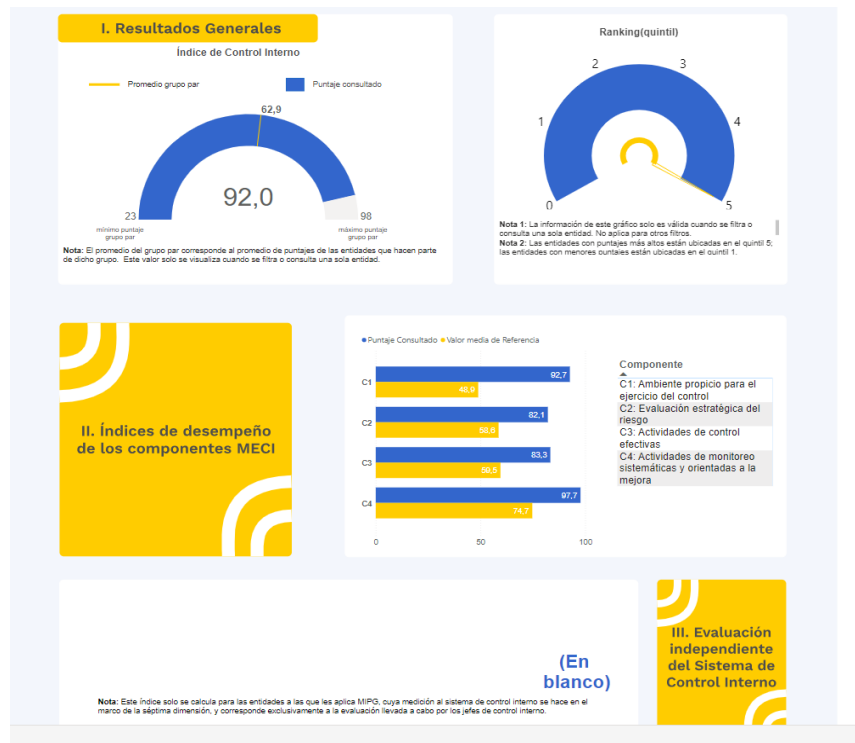 I. Resultados Generales
Índice de Control Interno
Promedio grupo par
Puntaje consultado
62,9
92,0
23
98
mínimo puntaje
grupo par
máximo puntaje
grupo par
Nota: El promedio del grupo par corresponde al promedio de puntajes de las entidades que hacen parte
de dicho grupo. Este valor solo se visualiza cuando se filtra o consulta una sola entidad.
Ranking(quintil)
0
1
2
3
4
5
Nota 1: La información de este gráfico solo es válida cuando se filtra o
consulta una sola entidad. No aplica para otros filtros.
Nota 2: Las entidades con puntajes más altos están ubicadas en el quintil 5;
las entidades con menores puntajes están ubicadas en el quintil 1.
II. Índices de desempeño
de los componentes MECI
Puntaje Consultado
Valor media de Referencia
C1
92,7
48,9
C2
82,1
58,6
C3
83,3
59,5
C4
97,7
74,7
0
50
100
Componente
C1: Ambiente propicio para el
ejercicio del control
C2: Evaluación estratégica del
riesgo
C3: Actividades de control
efectivas
C4: Actividades de monitoreo
sistemáticas y orientadas a la
mejora
(En
blanco)
Nota: Este índice solo se calcula para las entidades a las que les aplica MIPG, cuya medición al sistema de control interno se hace en el
marco de la séptima dimensión, y corresponde exclusivamente a la evaluación llevada a cabo por los jefes de control interno.
III. Evaluación
independiente
del Sistema de
Control Interno